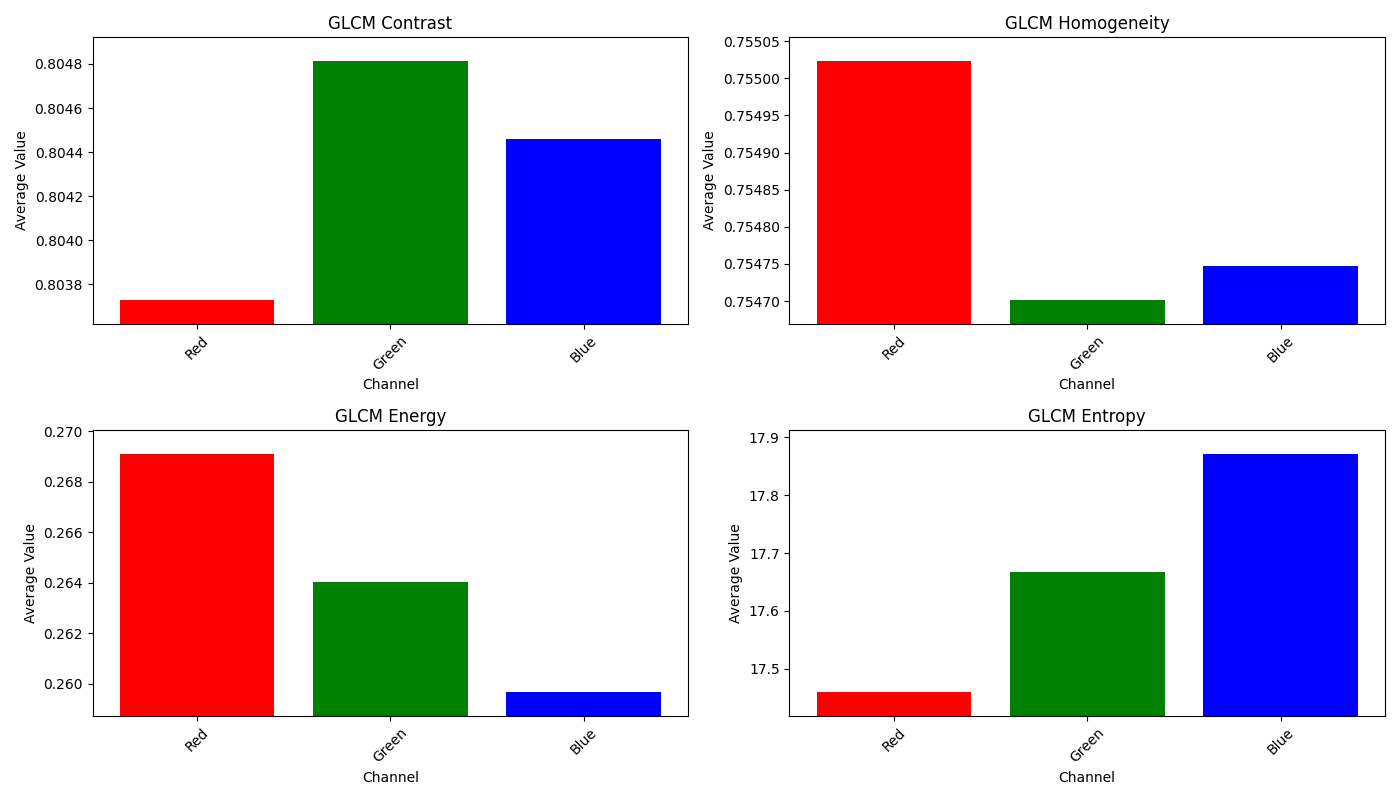 GLCM Contrast
Average Value
0.8048
0.8046
0.8044
0.8042
0.8040
0.8038
Red
Green
Blue
Channel
GLCM Homogeneity
Average Value
0.75505
0.75500
0.75495
0.75490
0.75485
0.75480
0.75475
0.75470
Red
Green
Blue
Channel
GLCM Energy
Average Value
0.270
0.268
0.266
0.264
0.262
0.260
Red
Green
Blue
Channel
GLCM Entropy
Average Value
17.9
17.8
17.7
17.6
17.5
Red
Green
Blue
Channel